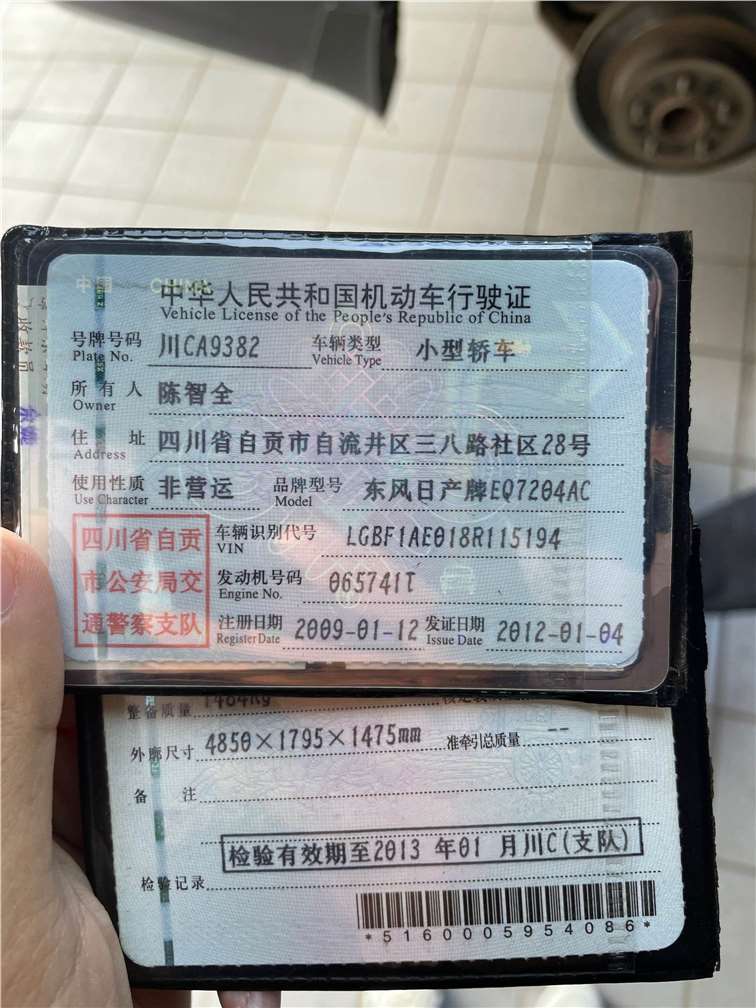 中国 CHINA
中华人民共和国机动车行驶证
Vehicle License of the People's Republic of China
号牌号码 川CA9382 车辆类型 小型轿车
Plate No. Vehicle Type
所有人 陈智全
Owner
住址 四川省自贡市自流井区三八路社区28号
Address
使用性质 非营运 品牌型号 东风日产牌EQ7204AC
Use Character Model
四川省自贡
市公安局交
通警察支队
车辆识别代号 LGBF1AE018R115194
VIN
发动机号码 065741T
Engine No.
注册日期 2009-01-12 发证日期 2012-01-04
Register Date Issue Date
整备质量 1484kg
外廓尺寸 4850×1795×1475mm 准牵引总质量 --
备注
检验有效期至2013 年01 月川C(支队)
检验记录
*5160005954086*